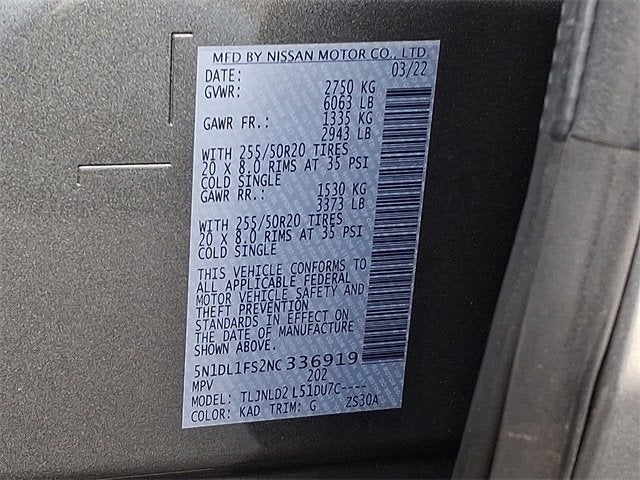 MFD BY NISSAN MOTOR CO., LTD
DATE: 03/22
GVWR: 2750 KG
6063 LB
GAWR FR.: 1335 KG
2943 LB
WITH 255/50R20 TIRES
20 X 8.0 RIMS AT 35 PSI
COLD SINGLE
GAWR RR.: 1530 KG
3373 LB
WITH 255/50R20 TIRES
20 X 8.0 RIMS AT 35 PSI
COLD SINGLE
THIS VEHICLE CONFORMS TO
ALL APPLICABLE FEDERAL
MOTOR VEHICLE SAFETY AND
THEFT PREVENTION
STANDARDS IN EFFECT ON
THE DATE OF MANUFACTURE
SHOWN ABOVE.
5N1DL1FS2NC336919
MPV 202
MODEL: TLJNLD2 L51DU7C----
COLOR: KAD TRIM: G ZS30A